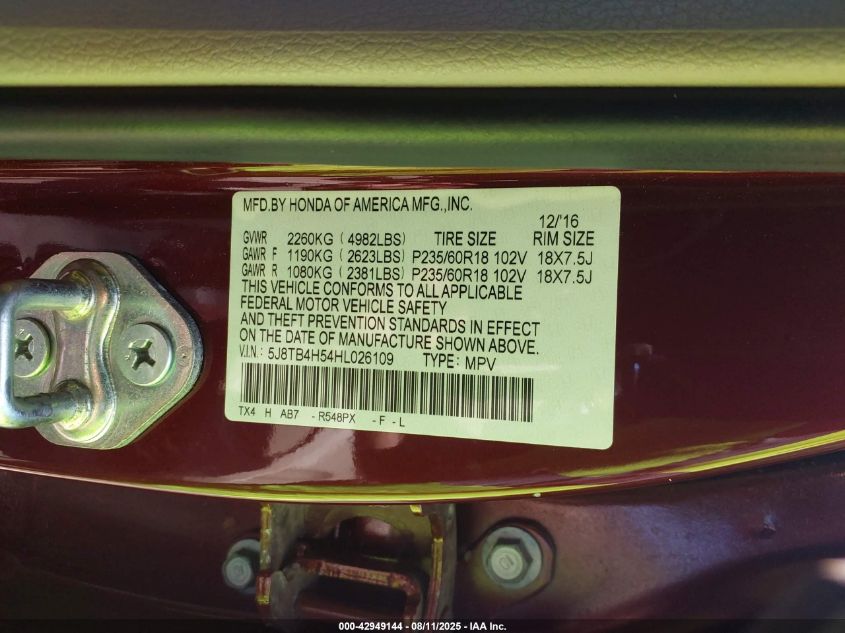 MFD.BY HONDA OF AMERICA MFG.,INC.
12/'16
GVWR 2260KG ( 4982LBS) TIRE SIZE RIM SIZE
GAWR F 1190KG ( 2623LBS) P235/60R18 102V 18X7.5J
GAWR R 1080KG ( 2381LBS) P235/60R18 102V 18X7.5J
THIS VEHICLE CONFORMS TO ALL APPLICABLE
FEDERAL MOTOR VEHICLE SAFETY
AND THEFT PREVENTION STANDARDS IN EFFECT
ON THE DATE OF MANUFACTURE SHOWN ABOVE.
V.I.N: 5J8TB4H54HL026109 TYPE: MPV
TX4 H AB7 - R548PX - F - L
000-42949144 - 08/11/2025 - IAA Inc.